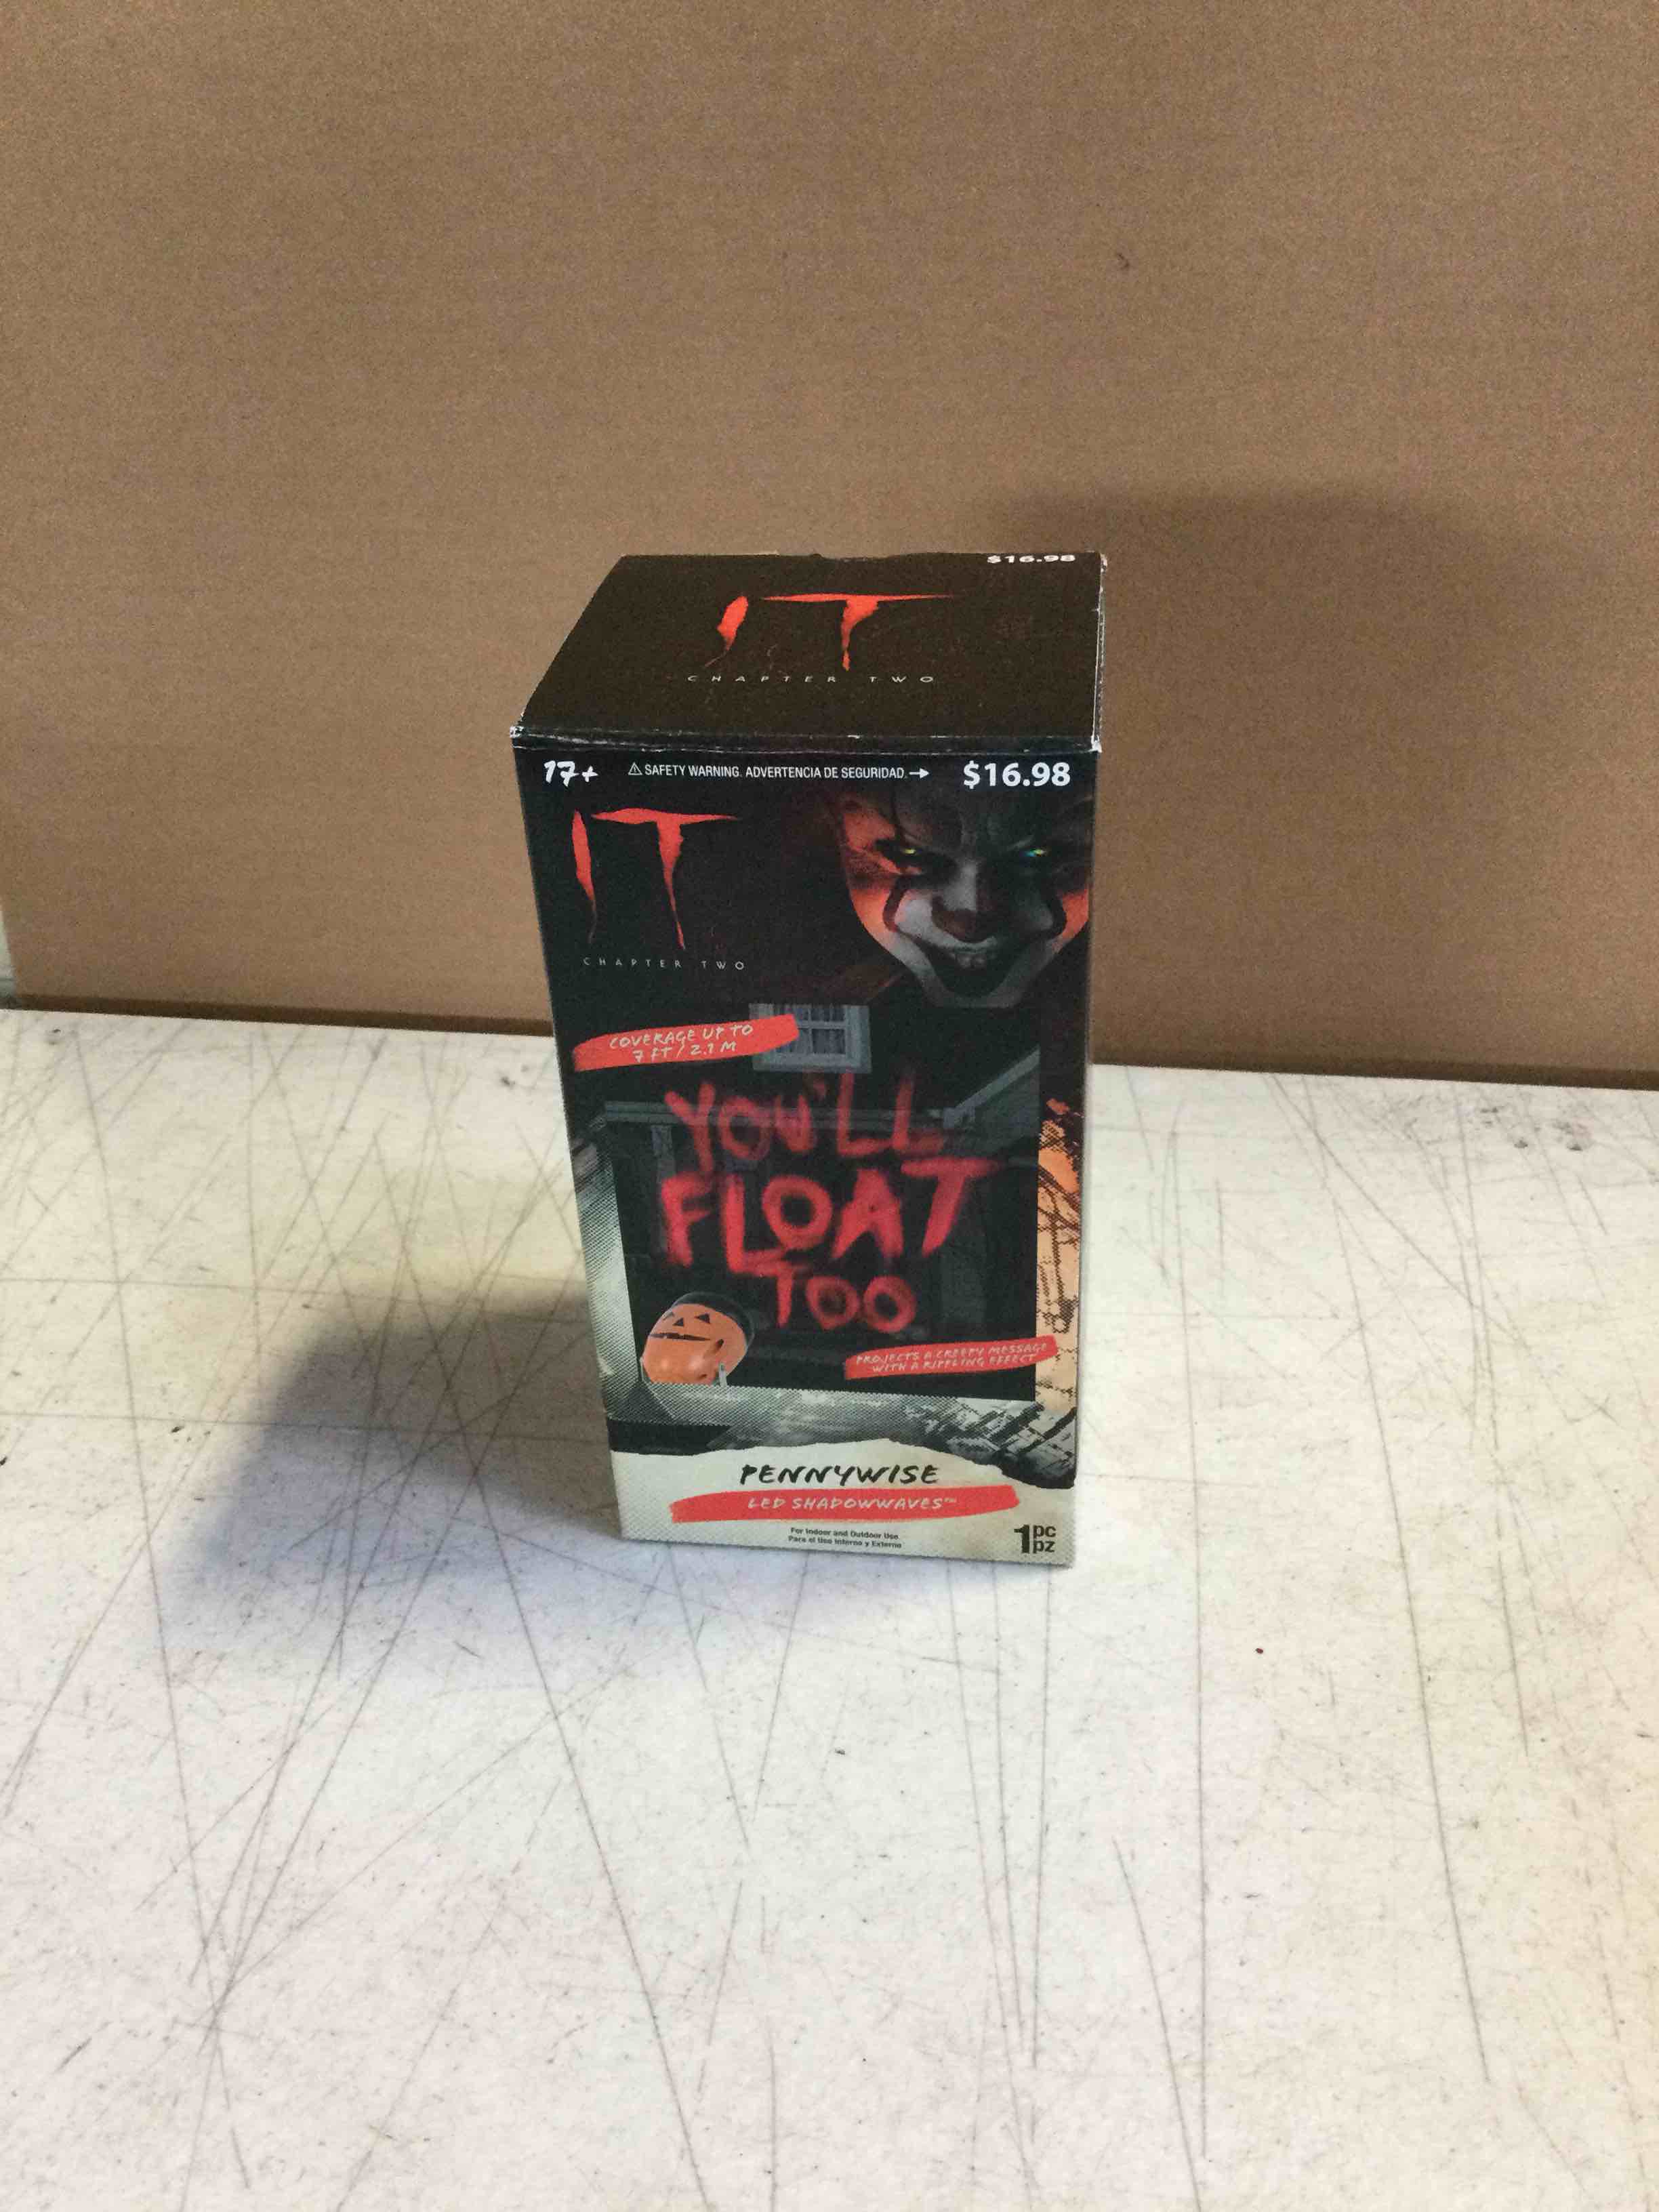 $16.98
IT
CHAPTER TWO
17+ ⚠ SAFETY WARNING. ADVERTENCIA DE SEGURIDAD. → $16.98
IT
CHAPTER TWO
COVERAGE UP TO
7 FT / 2.1 M
YOU'LL
FLOAT
TOO
PROJECTS A CREEPY MESSAGE
WITH A RIPPLING EFFECT
PENNYWISE
LED SHADOWWAVES™
For Indoor and Outdoor Use
Para el Uso Interno y Externo
1 pc
pz